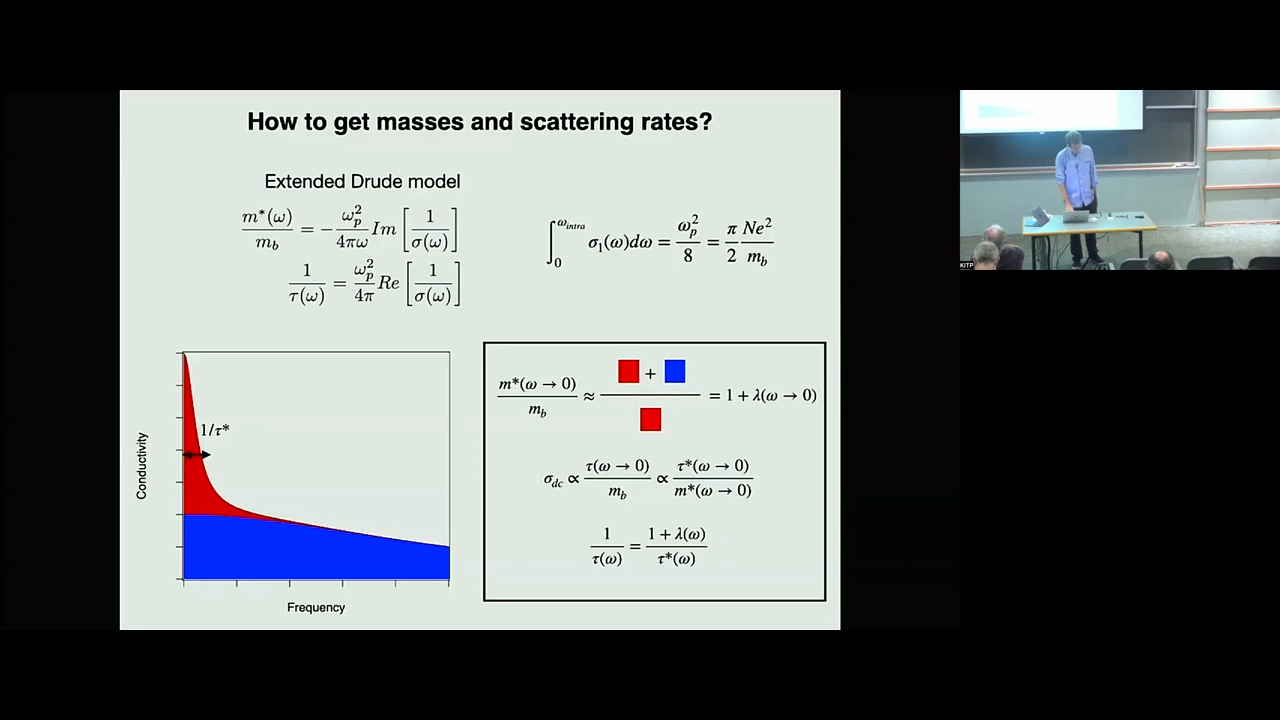 How to get masses and scattering rates?
Extended Drude model
m*(ω)/m_b = −ω_p²/4πω Im [1/σ(ω)]
1/τ(ω) = ω_p²/4π Re [1/σ(ω)]
∫_0^{ω_intra} σ_1(ω)dω = ω_p²/8 = π/2 Ne²/m_b
1/τ*
Conductivity
Frequency
m*(ω → 0)/m_b ≈ + = 1 + λ(ω → 0)
σ_dc ∝ τ(ω → 0)/m_b ∝ τ*(ω → 0)/m*(ω → 0)
1/τ(ω) = 1 + λ(ω)/τ*(ω)
KITP